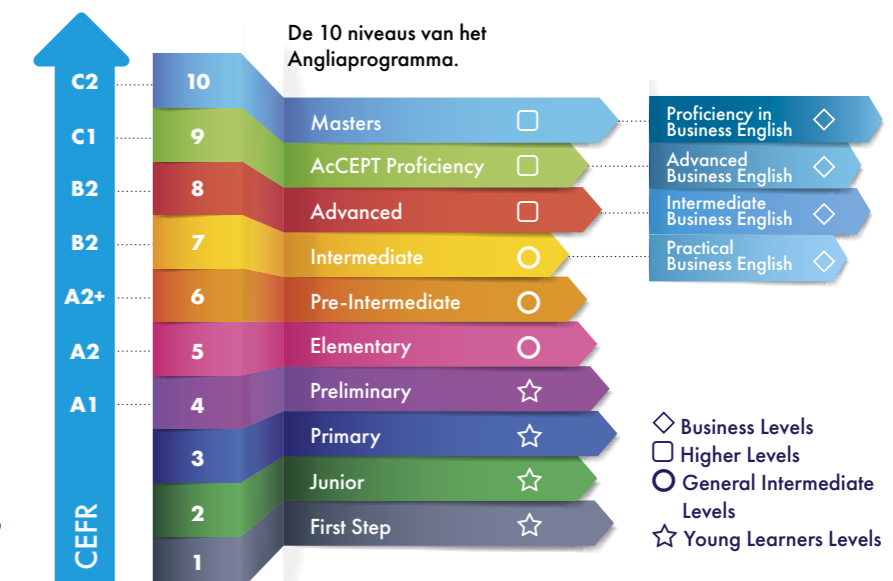 De 10 niveaus van het
Angliaprogramma.
C2
10
C1
9
B2
8
B2
7
A2+
6
A2
5
A1
4
3
2
1
CEFR
Masters
AcCEPT Proficiency
Advanced
Intermediate
Pre-Intermediate
Elementary
Preliminary
Primary
Junior
First Step
Proficiency in
Business English
Advanced
Business English
Intermediate
Business English
Practical
Business English
Business Levels
Higher Levels
General Intermediate
Levels
Young Learners Levels